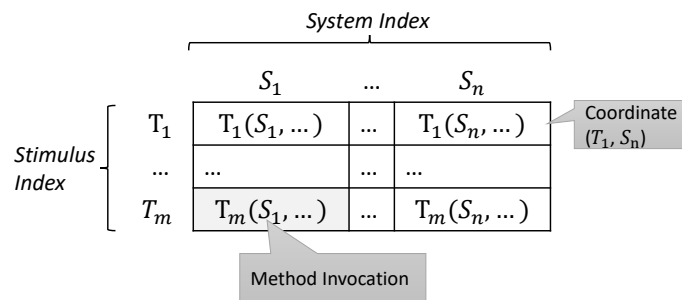 System Index
S₁ ... Sₙ
T₁ T₁(S₁, ...) ... T₁(Sₙ, ...)
Coordinate
(T₁, Sₙ)
Stimulus
Index
... ... ... ...
Tₘ Tₘ(S₁, ...) ... Tₘ(Sₙ, ...)
Method Invocation